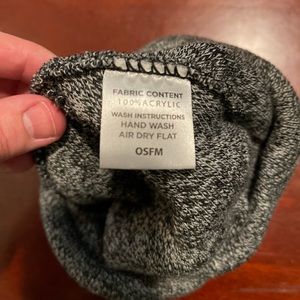 FABRIC CONTENT
100% ACRYLIC
WASH INSTRUCTIONS
HAND WASH
AIR DRY FLAT
OSFM